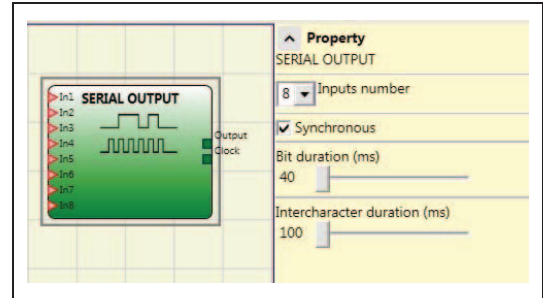 In1 SERIAL OUTPUT
In2
In3
In4
In5
In6
In7
In8
Output
Clock
Property
SERIAL OUTPUT
8 Inputs number
Synchronous
Bit duration (ms)
40
Intercharacter duration (ms)
100